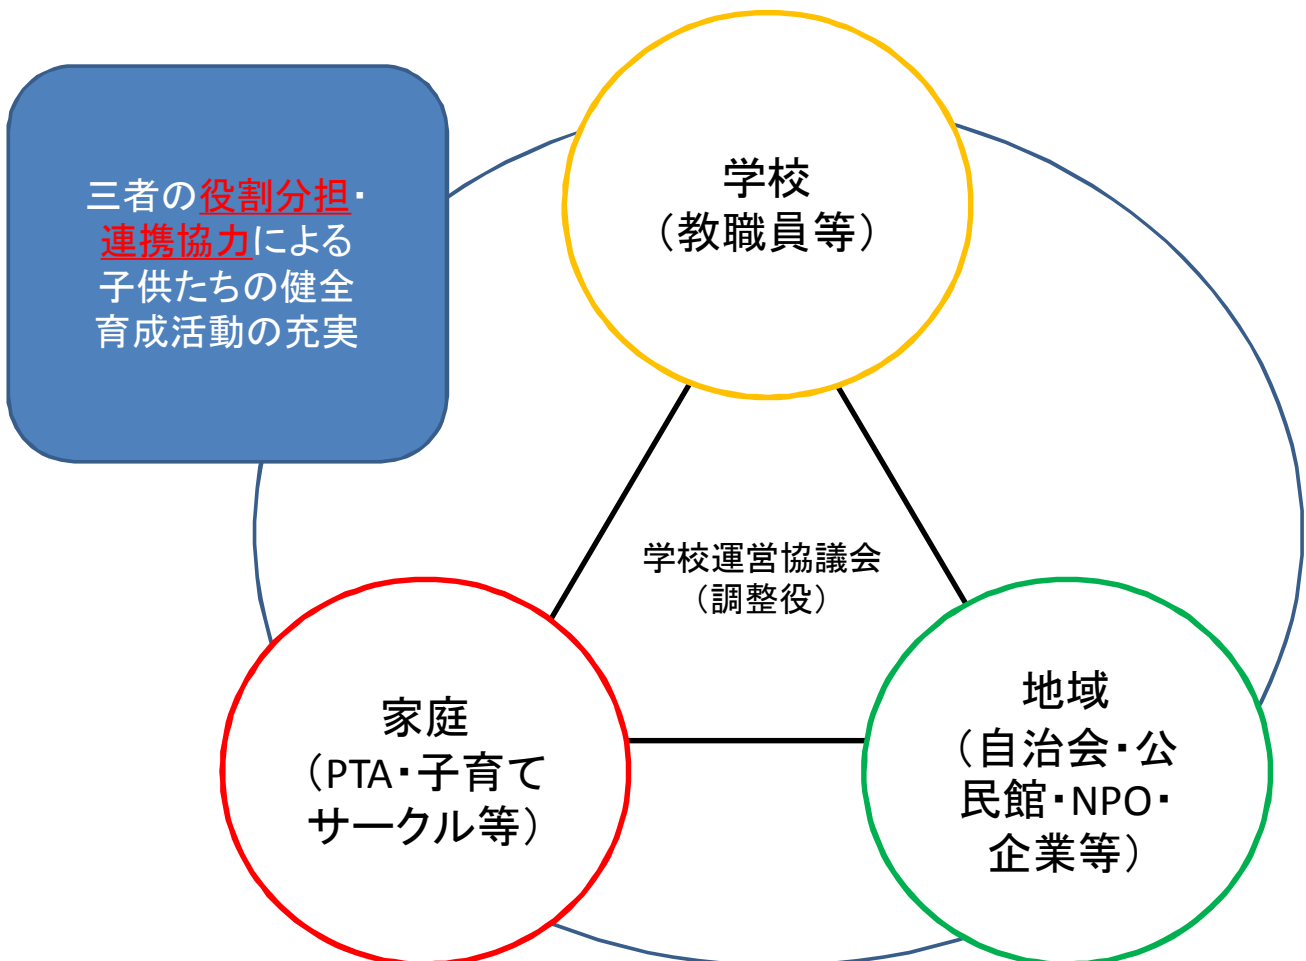 三者の役割分担・
連携協力による
子供たちの健全
育成活動の充実
学校
（教職員等）
学校運営協議会
（調整役）
家庭
（PTA・子育て
サークル等）
地域
（自治会・公
民館・NPO・
企業等）